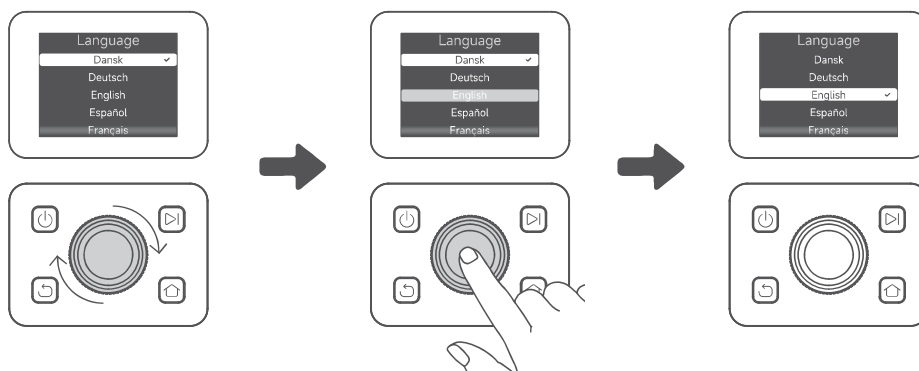 Language
Dansk
Deutsch
English
Español
Français
Language
Dansk
Deutsch
English
Español
Français
Language
Dansk
Deutsch
English
Español
Français